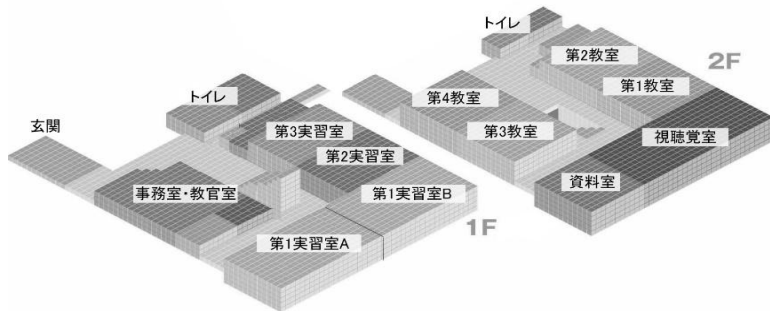 トイレ
第2教室
2F
第1教室
トイレ
第4教室
玄関
第3実習室
第3教室
視聴覚室
第2実習室
事務室・教官室
第1実習室B
資料室
1F
第1実習室A